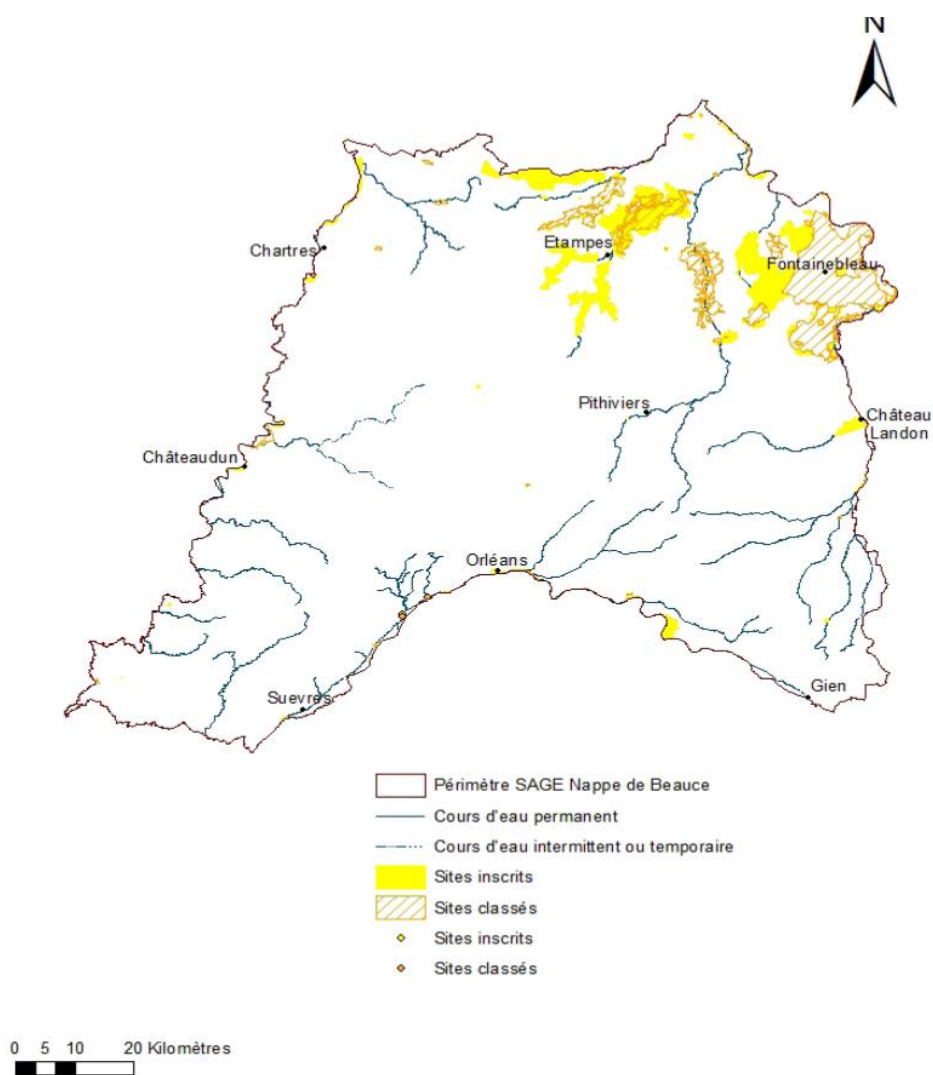 N
Chartres
Etampes
Fontainebleau
Pithiviers
Château
Landon
Châteaudun
Orléans
Suevres
Gien
Périmètre SAGE Nappe de Beauce
Cours d'eau permanent
Cours d'eau intermittent ou temporaire
Sites inscrits
Sites classés
Sites inscrits
Sites classés
0 5 10 20 Kilomètres